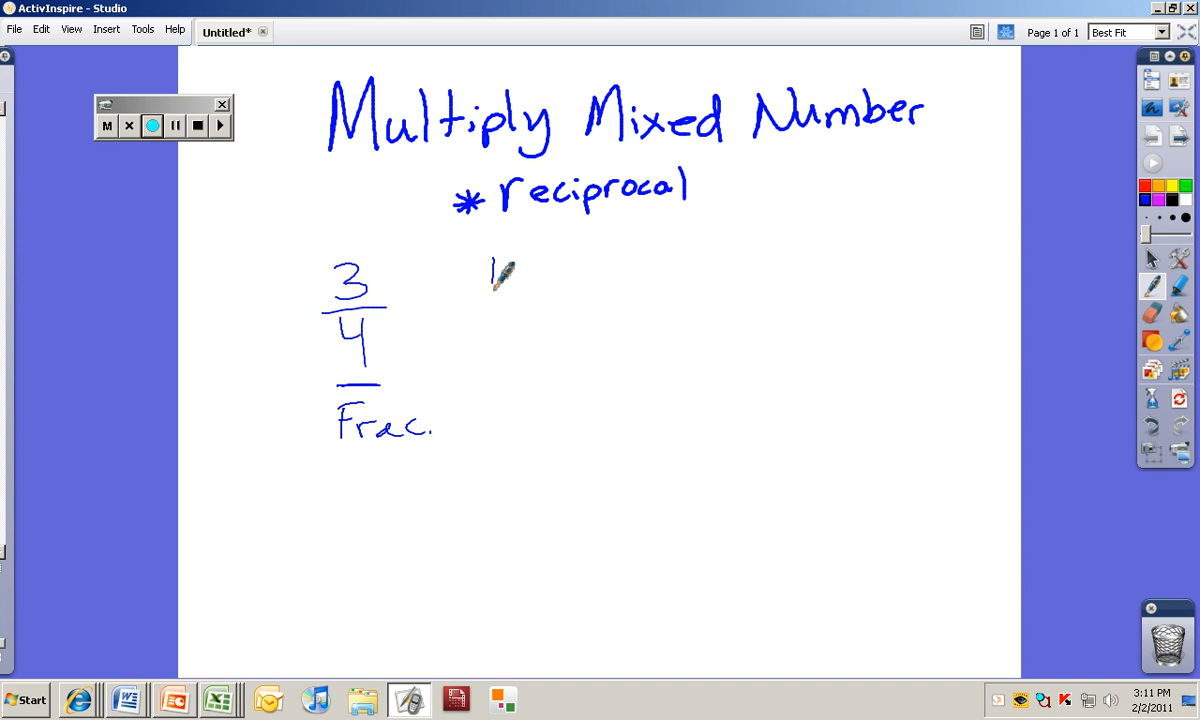 ActivInspire - Studio
File Edit View Insert Tools Help
Untitled*
Page 1 of 1
Best Fit
M
Multiply Mixed Number
* reciprocal
3
4
Frac.
Start
3:11 PM
2/2/2011